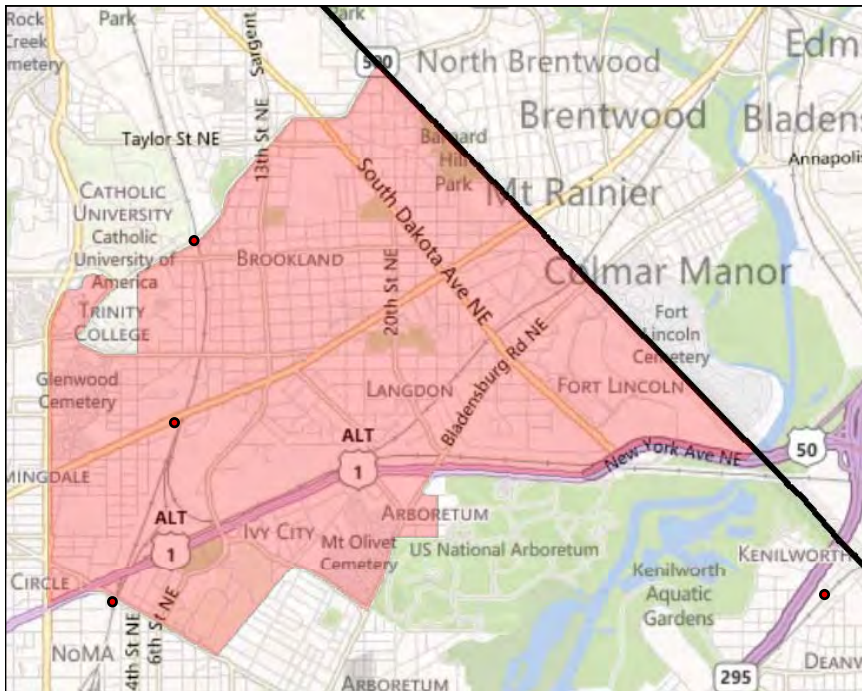 Park
Rock
Creek
metery
Park
Sargent
500
North Brentwood
Edm
Brentwood
Bladens
Taylor St NE
13th St NE
Barnard
Hill
Park
Annapolis
South Dakota Ave NE
Mt Rainier
CATHOLIC
UNIVERSITY
Catholic
University of
America
BROOKLAND
20th St NE
Colmar Manor
TRINITY
COLLEGE
Fort
Lincoln
Cemetery
Glenwood
Cemetery
LANGDON
Bladensburg Rd NE
FORT LINCOLN
ALT
1
New York Ave NE
50
MINGDALE
ALT
1
IVY CITY
ARBORETUM
Mt Olivet
Cemetery
US National Arboretum
KENILWORTH
CIRCLE
Kenilworth
Aquatic
Gardens
4th St NE
6th St NE
NOMA
ARBORETUM
295
DEANW